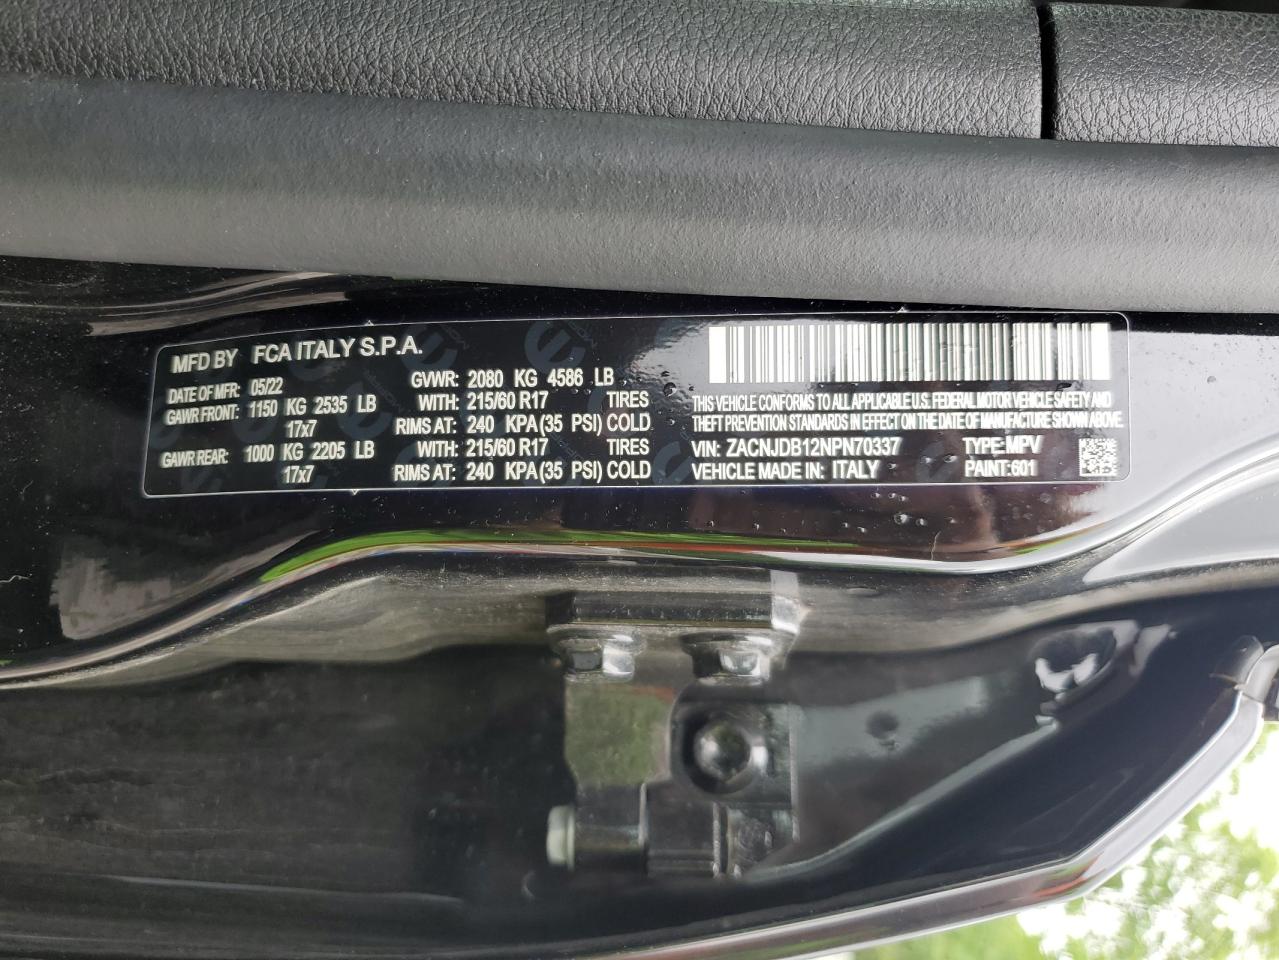 MFD BY FCA ITALY S.P.A.
DATE OF MFR: 05/22 GVWR: 2080 KG 4586 LB
GAWR FRONT: 1150 KG 2535 LB WITH: 215/60 R17 TIRES
17x7 RIMS AT: 240 KPA(35 PSI) COLD
GAWR REAR: 1000 KG 2205 LB WITH: 215/60 R17 TIRES
17x7 RIMS AT: 240 KPA(35 PSI) COLD
THIS VEHICLE CONFORMS TO ALL APPLICABLE U.S. FEDERAL MOTOR VEHICLE SAFETY AND
THEFT PREVENTION STANDARDS IN EFFECT ON THE DATE OF MANUFACTURE SHOWN ABOVE.
VIN: ZACNJDB12NPN70337 TYPE:MPV
VEHICLE MADE IN: ITALY PAINT:601